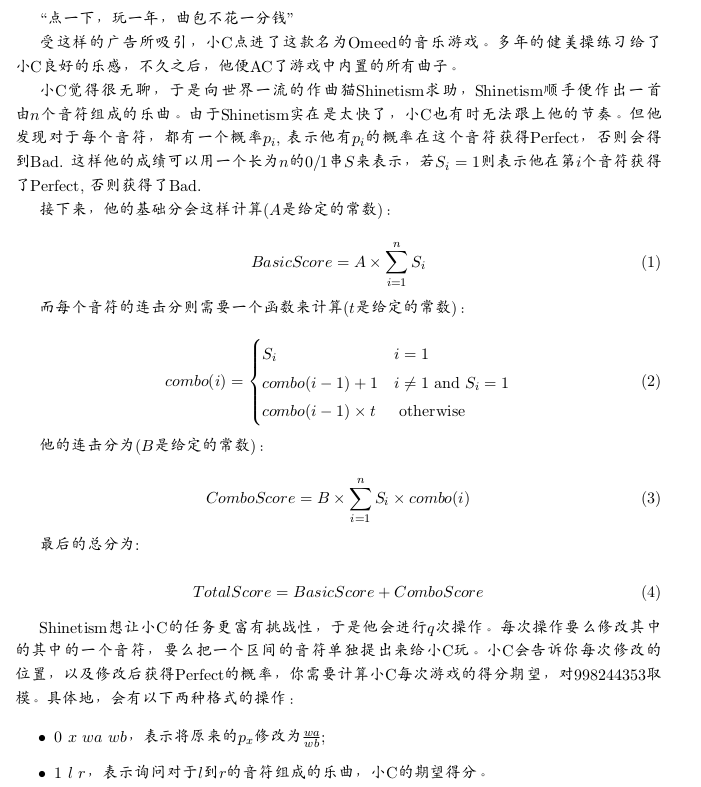 “点一下，玩一年，曲包不花一分钱”
受这样的广告所吸引，小C点进了这款名为Omeed的音乐游戏。多年的健美操练习给了
小C良好的乐感，不久之后，他便AC了游戏中内置的所有曲子。
小C觉得很无聊，于是向世界一流的作曲猫Shinetism求助，Shinetism顺手便作出一首
由n个音符组成的乐曲。由于Shinetism实在是太快了，小C也有时无法跟上他的节奏。但他
发现对于每个音符，都有一个概率p_i, 表示他有p_i的概率在这个音符获得Perfect，否则会得
到Bad. 这样他的成绩可以用一个长为n的0/1串S来表示，若S_i = 1则表示他在第i个音符获得
了Perfect, 否则获得了Bad.
接下来，他的基础分会这样计算(A是给定的常数)：
BasicScore = A × \sum_{i=1}^{n} S_i (1)
而每个音符的连击分则需要一个函数来计算(t是给定的常数)：
combo(i) = { S_i i = 1
combo(i − 1) + 1 i ≠ 1 and S_i = 1 (2)
combo(i − 1) × t otherwise
他的连击分为(B是给定的常数)：
ComboScore = B × \sum_{i=1}^{n} S_i × combo(i) (3)
最后的总分为：
TotalScore = BasicScore + ComboScore (4)
Shinetism想让小C的任务更富有挑战性，于是他会进行q次操作。每次操作要么修改其中
的其中的一个音符，要么把一个区间的音符单独提出来给小C玩。小C会告诉你每次修改的
位置，以及修改后获得Perfect的概率，你需要计算小C每次游戏的得分期望，对998244353取
模。具体地，会有以下两种格式的操作：
• 0 x wa wb，表示将原来的p_x修改为\frac{wa}{wb};
• 1 l r，表示询问对于l到r的音符组成的乐曲，小C的期望得分。